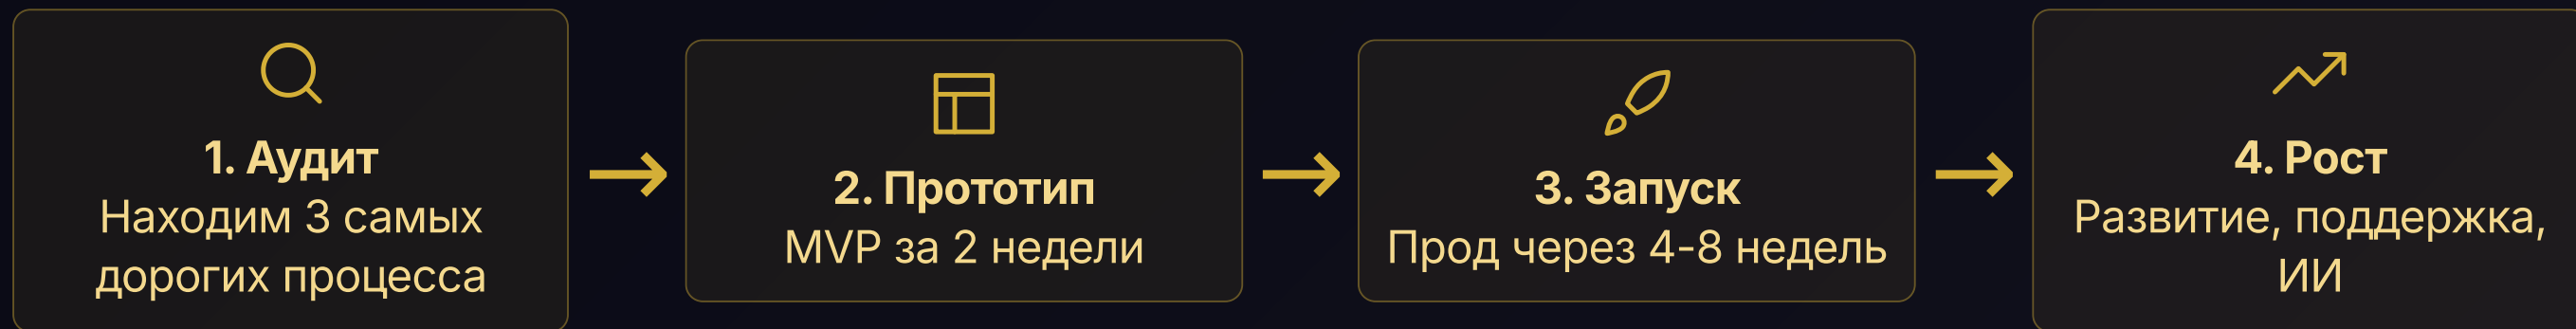 1. Аудит
Находим 3 самых
дорогих процесса
2. Прототип
MVP за 2 недели
3. Запуск
Прод через 4-8 недель
4. Рост
Развитие, поддержка,
ИИ